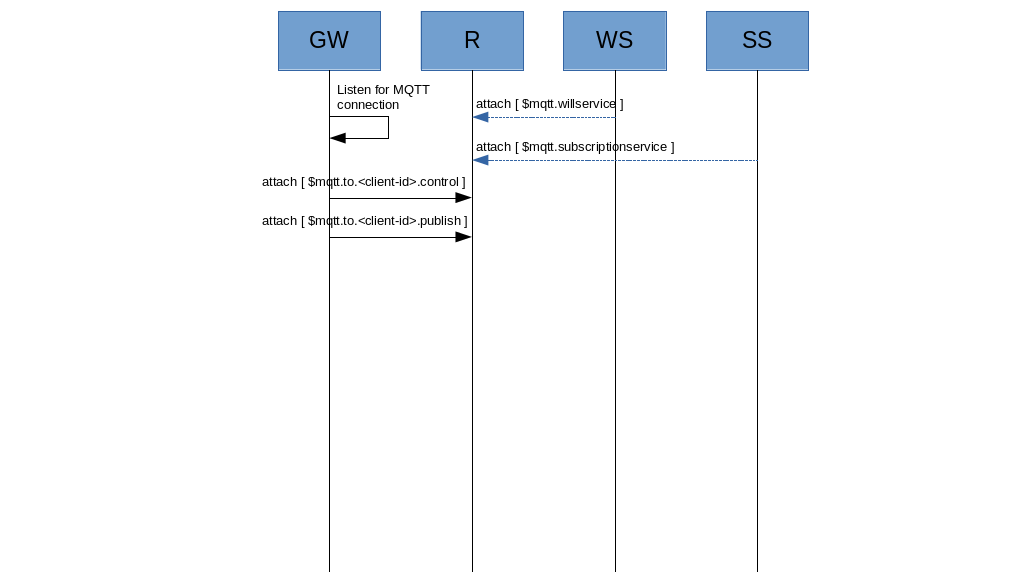 GW
R
WS
SS
Listen for MQTT
connection
attach [ $mqtt.willservice ]
attach [ $mqtt.subscriptionservice ]
attach [ $mqtt.to.<client-id>.control ]
attach [ $mqtt.to.<client-id>.publish ]